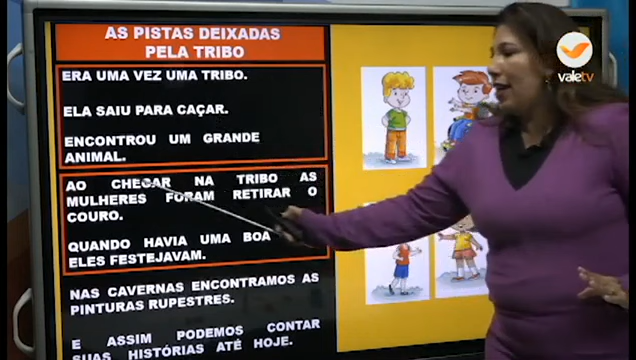 AS PISTAS DEIXADAS
PELA TRIBO
ERA UMA VEZ UMA TRIBO.
ELA SAIU PARA CAÇAR.
ENCONTROU UM GRANDE
ANIMAL.
AO CHEGAR NA TRIBO AS
MULHERES FORAM RETIRAR O
COURO.
QUANDO HAVIA UMA BOA
ELES FESTEJAVAM.
NAS CAVERNAS ENCONTRAMOS AS
PINTURAS RUPESTRES.
E ASSIM PODEMOS CONTAR
SUAS HISTÓRIAS ATÉ HOJE.
valetv